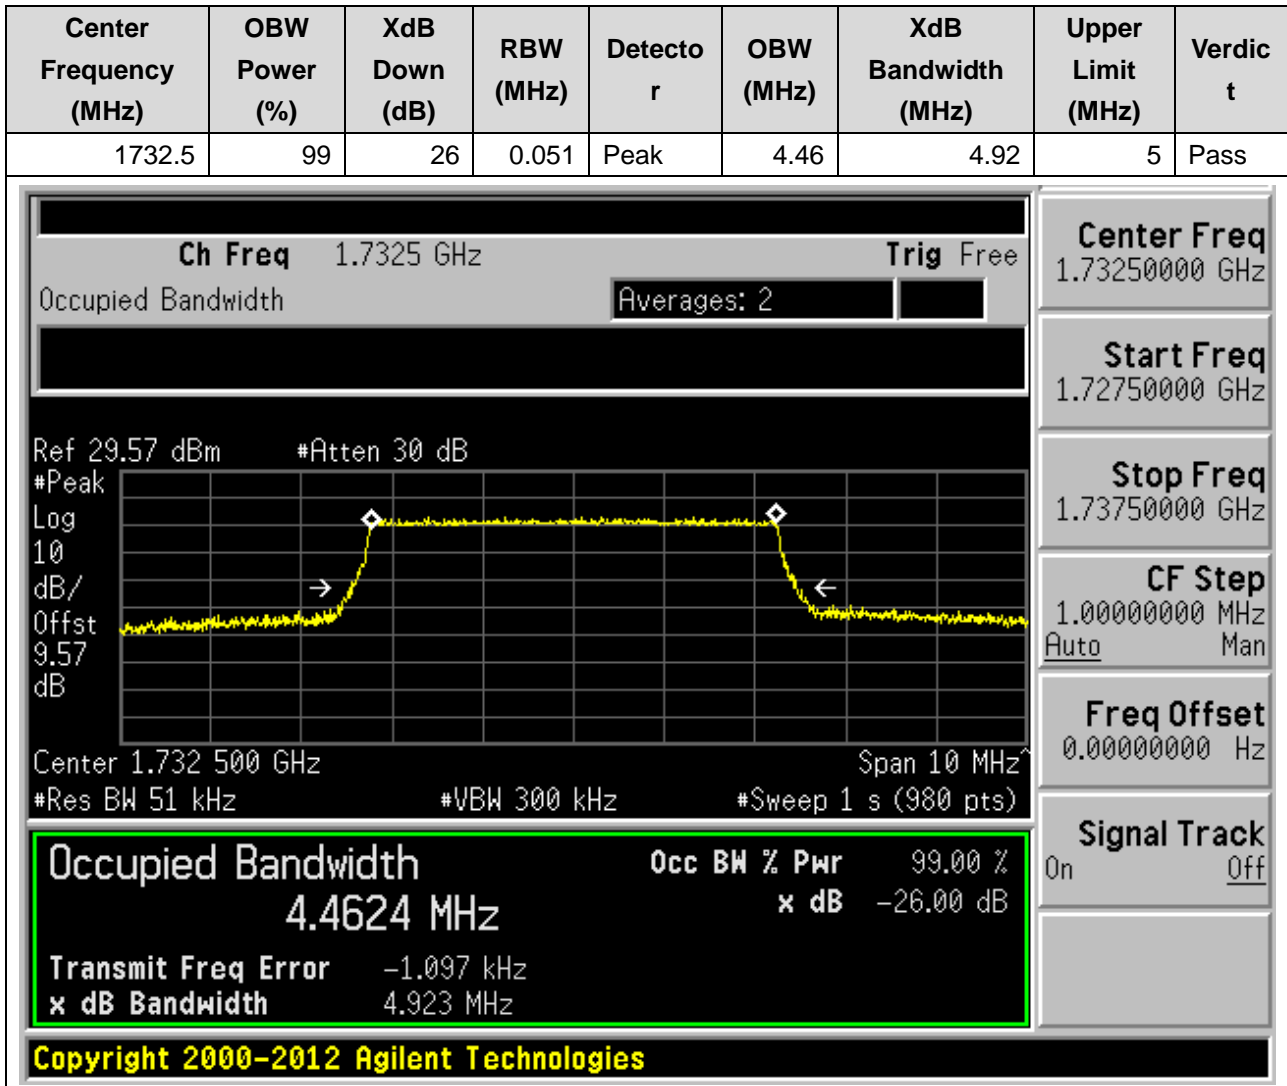 Center Frequency (MHz) OBW Power (%) XdB Down (dB) RBW (MHz) Detecto r OBW (MHz) XdB Bandwidth (MHz) Upper Limit (MHz) Verdic t
1732.5 99 26 0.051 Peak 4.46 4.92 5 Pass
Ch Freq 1.7325 GHz Trig Free
Occupied Bandwidth Averages: 2
Ref 29.57 dBm #Atten 30 dB
#Peak
Log
10
dB/
Offst
9.57
dB
Center 1.732 500 GHz Span 10 MHz^
#Res BW 51 kHz #VBW 300 kHz #Sweep 1 s (980 pts)
Occupied Bandwidth Occ BW % Pwr 99.00 %
4.4624 MHz x dB -26.00 dB
Transmit Freq Error -1.097 kHz
x dB Bandwidth 4.923 MHz
Copyright 2000-2012 Agilent Technologies
Center Freq
1.73250000 GHz
Start Freq
1.72750000 GHz
Stop Freq
1.73750000 GHz
CF Step
1.00000000 MHz
Auto Man
Freq Offset
0.00000000 Hz
Signal Track
On Off